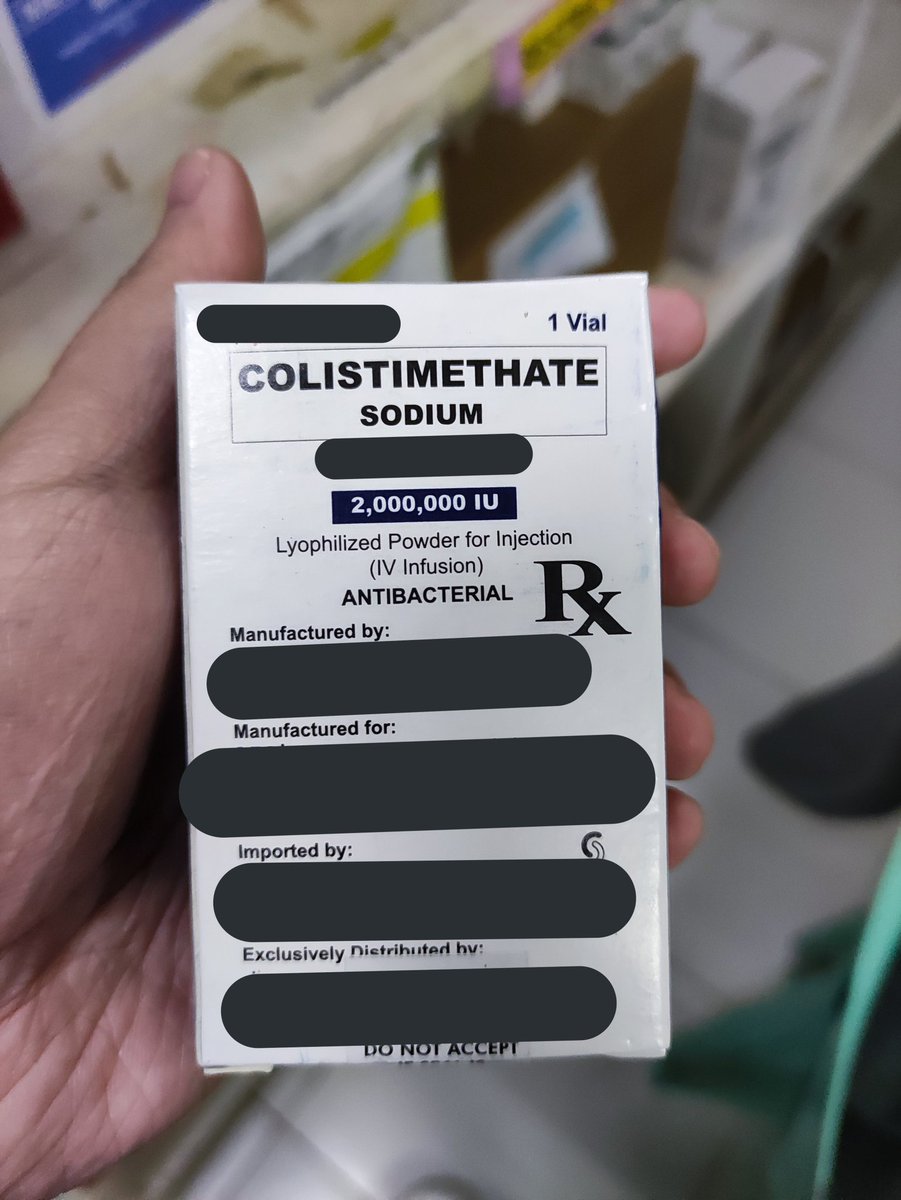 1 Vial
COLISTIMETHATE
SODIUM
2,000,000 IU
Lyophilized Powder for Injection
(IV Infusion)
ANTIBACTERIAL
Rx
Manufactured by:
Manufactured for:
Imported by:
Exclusively Distributed by:
DO NOT ACCEPT